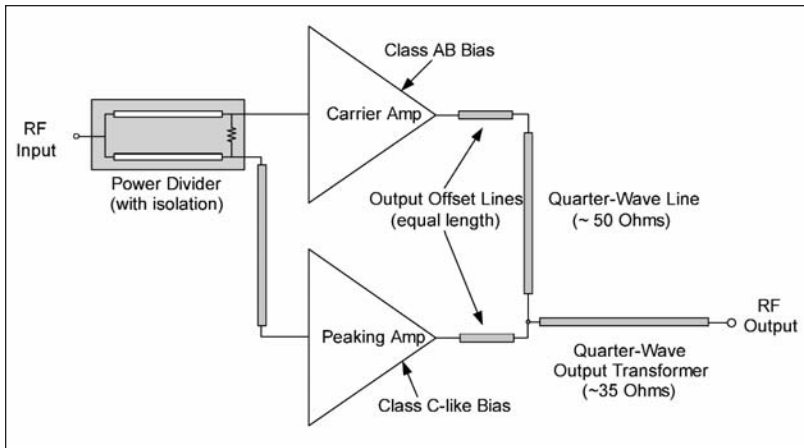 Class AB Bias
Carrier Amp
RF
Input
Power Divider
(with isolation)
Output Offset Lines
(equal length)
Quarter-Wave Line
(~ 50 Ohms)
Peaking Amp
RF
Output
Quarter-Wave
Output Transformer
(~35 Ohms)
Class C-like Bias